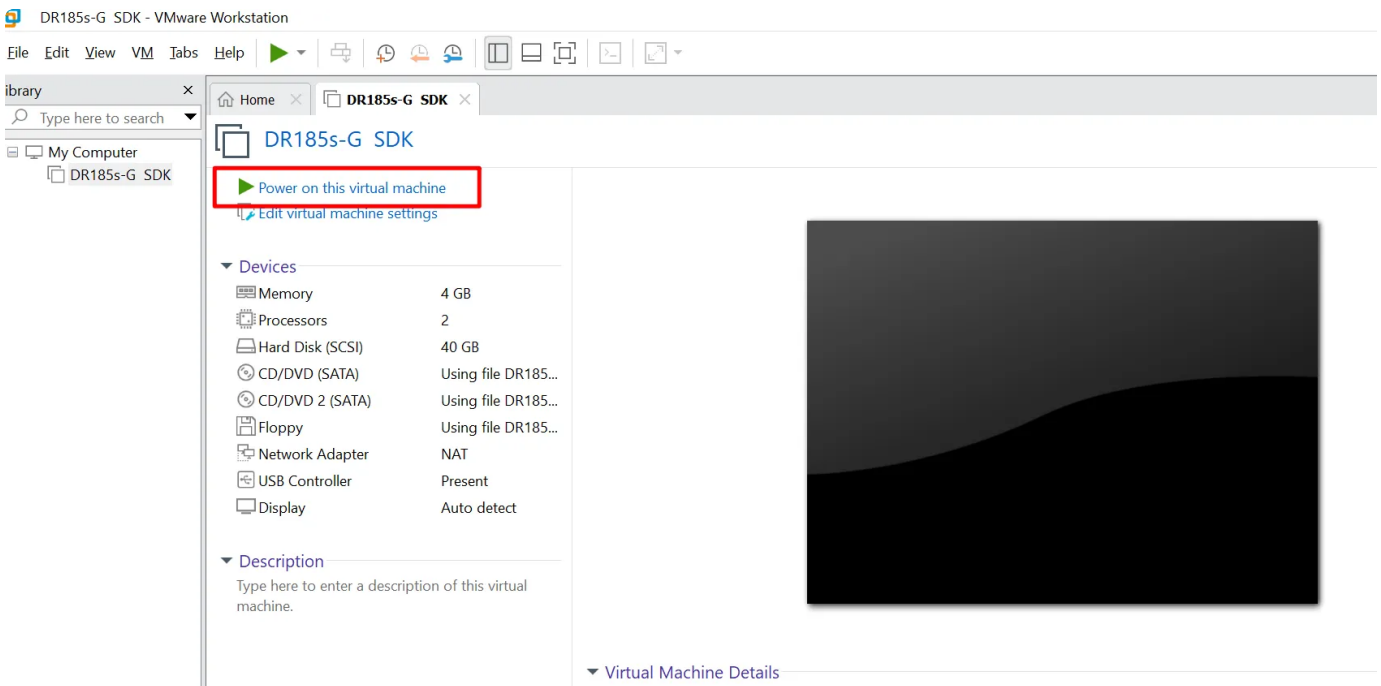 DR185s-G SDK - VMware Workstation
File Edit View VM Tabs Help
ibrary
Type here to search
My Computer
DR185s-G SDK
Home
DR185s-G SDK
DR185s-G SDK
Power on this virtual machine
Edit virtual machine settings
Devices
Memory 4 GB
Processors 2
Hard Disk (SCSI) 40 GB
CD/DVD (SATA) Using file DR185...
CD/DVD 2 (SATA) Using file DR185...
Floppy Using file DR185...
Network Adapter NAT
USB Controller Present
Display Auto detect
Description
Type here to enter a description of this virtual
machine.
Virtual Machine Details